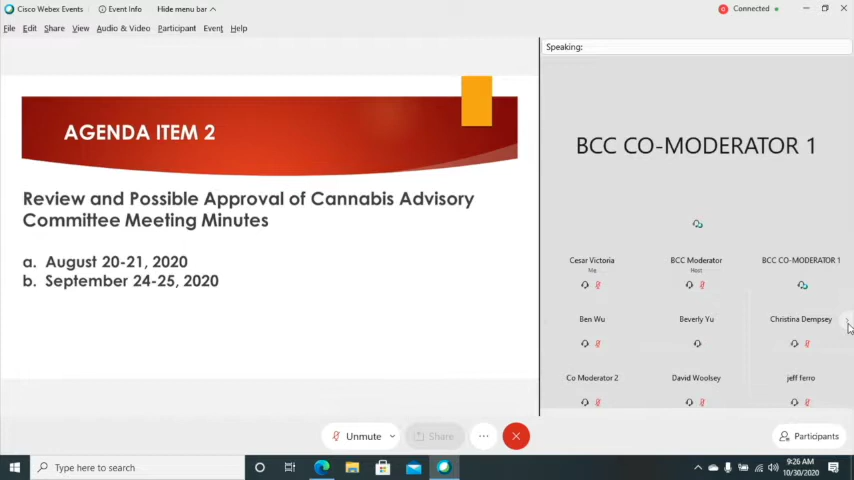 Cisco Webex Events
Event Info
Hide menu bar
Connected
File Edit Share View Audio & Video Participant Event Help
Speaking:
AGENDA ITEM 2
Review and Possible Approval of Cannabis Advisory
Committee Meeting Minutes
a. August 20-21, 2020
b. September 24-25, 2020
BCC CO-MODERATOR 1
Cesar Victoria
Me
BCC Moderator
Host
BCC CO-MODERATOR 1
Ben Wu
Beverly Yu
Christina Dempsey
Co Moderator 2
David Woolsey
jeff ferro
Unmute
Share
Participants
Type here to search
9:26 AM
10/30/2020